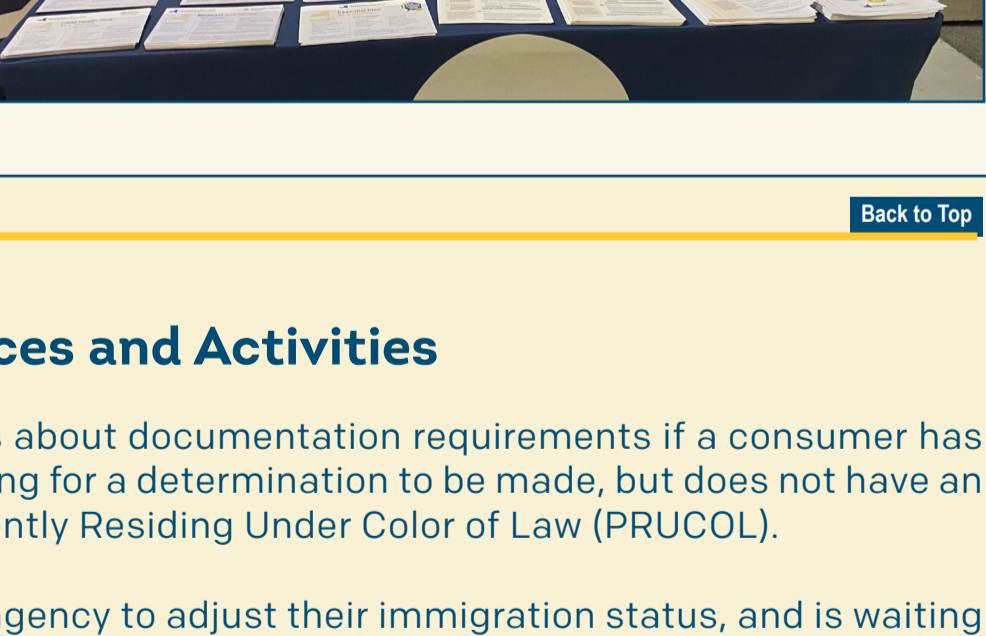 Back to Top
ces and Activities
s about documentation requirements if a consumer has
ng for a determination to be made, but does not have an
ntly Residing Under Color of Law (PRUCOL).
gency to adjust their immigration status, and is waiting